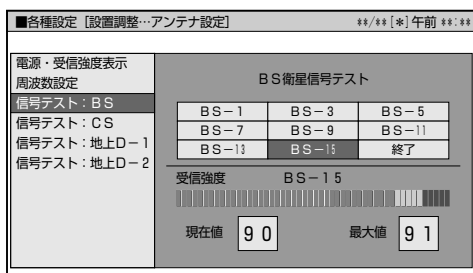 ■各種設定［設置調整…アンテナ設定］ **/**[*]午前 **:**
電源・受信強度表示
周波数設定
信号テスト：ＢＳ
信号テスト：ＣＳ
信号テスト：地上Ｄ－１
信号テスト：地上Ｄ－２
ＢＳ衛星信号テスト
ＢＳ－１ ＢＳ－３ ＢＳ－５
ＢＳ－７ ＢＳ－９ ＢＳ－11
ＢＳ－13 ＢＳ－15 終了
受信強度 ＢＳ－１５
現在値 ９０ 最大値 ９１